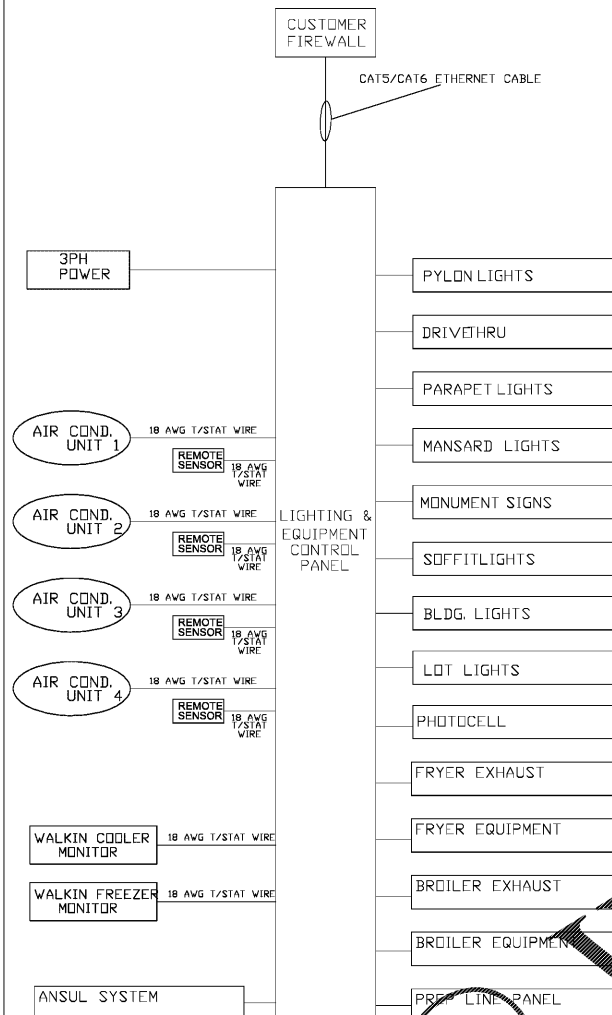 CUSTOMER
FIREWALL
CAT5/CAT6 ETHERNET CABLE
3PH
POWER
PYLON LIGHTS
DRIVETHRU
PARAPET LIGHTS
AIR COND.
UNIT 1
18 AWG T/STAT WIRE
REMOTE
SENSOR
18 AWG
T/STAT
WIRE
MANSARD LIGHTS
AIR COND.
UNIT 2
18 AWG T/STAT WIRE
REMOTE
SENSOR
18 AWG
T/STAT
WIRE
LIGHTING &
EQUIPMENT
CONTROL
PANEL
MONUMENT SIGNS
SOFFITLIGHTS
AIR COND.
UNIT 3
18 AWG T/STAT WIRE
REMOTE
SENSOR
18 AWG
T/STAT
WIRE
BLDG. LIGHTS
AIR COND.
UNIT 4
18 AWG T/STAT WIRE
REMOTE
SENSOR
18 AWG
T/STAT
WIRE
LOT LIGHTS
PHOTOCELL
FRYER EXHAUST
WALKIN COOLER
MONITOR
18 AWG T/STAT WIRE
FRYER EQUIPMENT
WALKIN FREEZER
MONITOR
18 AWG T/STAT WIRE
BROILER EXHAUST
BROILER EQUIPMENT
ANSUL SYSTEM
PREP LINE PANEL